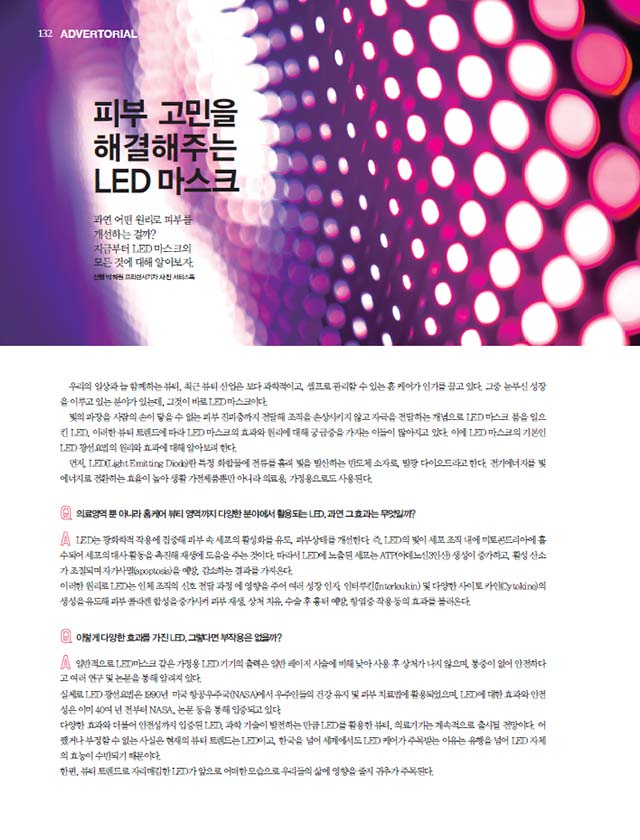 132 ADVERTORIAL
피부 고민을
해결해주는
LED 마스크
과연 어떤 원리로 피부를
개선하는 걸까?
지금부터 LED 마스크의
모든 것에 대해 알아보자.
진행 박혜원 프리랜서기자 사진 셔터스톡
우리의 일상과 늘 함께하는 뷰티. 최근 뷰티 산업은 보다 과학적이고, 셀프로 관리할 수 있는 홈 케어가 인기를 끌고 있다. 그중 눈부신 성장
을 이루고 있는 분야가 있는데, 그것이 바로 LED 마스크이다.
빛의 파장을 사람의 손이 닿을 수 없는 피부 진피층까지 전달해 조직을 손상시키지 않고 자극을 전달하는 개념으로 LED 마스크 붐을 일으
킨 LED. 이러한 뷰티 트렌드에 따라 LED 마스크의 효과와 원리에 대해 궁금증을 가지는 이들이 많아지고 있다. 이에 LED 마스크의 기본인
LED 광선요법의 원리와 효과에 대해 알아보려 한다.
먼저, LED(Light Emitting Diode)란 특정 화합물에 전류를 흘려 빛을 발산하는 반도체 소자로, 발광 다이오드라고 한다. 전기에너지를 빛
에너지로 전환하는 효율이 높아 생활 가전제품뿐만 아니라 의료용, 가정용으로도 사용된다.
Q 의료영역 뿐 아니라 홈케어 뷰티 영역까지 다양한 분야에서 활용되는 LED, 과연 그 효과는 무엇일까?
A LED는 광화학적 작용에 집중해 피부 속 세포의 활성화를 유도, 피부상태를 개선한다. 즉, LED의 빛이 세포 조직 내에 미토콘드리아에 흡
수되어 세포의 대사 활동을 촉진해 재생에 도움을 주는 것이다. 따라서 LED에 노출된 세포는 ATP(아데노신3인산) 생성이 증가하고, 활성 산소
가 조절되며 자가사멸(apoptosis)을 예방, 감소하는 결과를 가져온다.
이러한 원리로 LED는 인체 조직의 신호 전달 과정에 영향을 주어 여러 성장 인자, 인터루킨(Interleukin) 및 다양한 사이토카인(Cytokine)의
생성을 유도해 피부 콜라겐 합성을 증가시켜 피부 재생, 상처 치유, 수술 후 흉터 예방, 항염증 작용 등의 효과를 불러온다.
Q 이렇게 다양한 효과를 가진 LED, 그렇다면 부작용은 없을까?
A 일반적으로 LED마스크 같은 가정용 LED기기의 출력은 일반 레이저 시술에 비해 낮아 사용 후 상처가 나지 않으며, 통증이 없어 안전하다
고 여러 연구 및 논문을 통해 알려져 있다.
실제로 LED 광선요법은 1990년 미국 항공우주국(NASA)에서 우주인들의 건강 유지 및 피부 치료법에 활용되었으며, LED에 대한 효과와 안전
성은 이미 40여 년 전부터 NASA, 논문 등을 통해 입증되고 있다.
다양한 효과와 더불어 안전성까지 입증된 LED, 과학 기술이 발전하는 만큼 LED를 활용한 뷰티, 의료기기는 계속적으로 출시될 전망이다. 어
쨌거나 부정할 수 없는 사실은 현재의 뷰티 트렌드는 LED이고, 한국을 넘어 세계에서도 LED 케어가 주목받는 이유는 유행을 넘어 LED 자체
의 효능이 수반되기 때문이다.
한편, 뷰티 트렌드로 자리매김한 LED가 앞으로 어떠한 모습으로 우리들의 삶에 영향을 줄지 귀추가 주목된다.